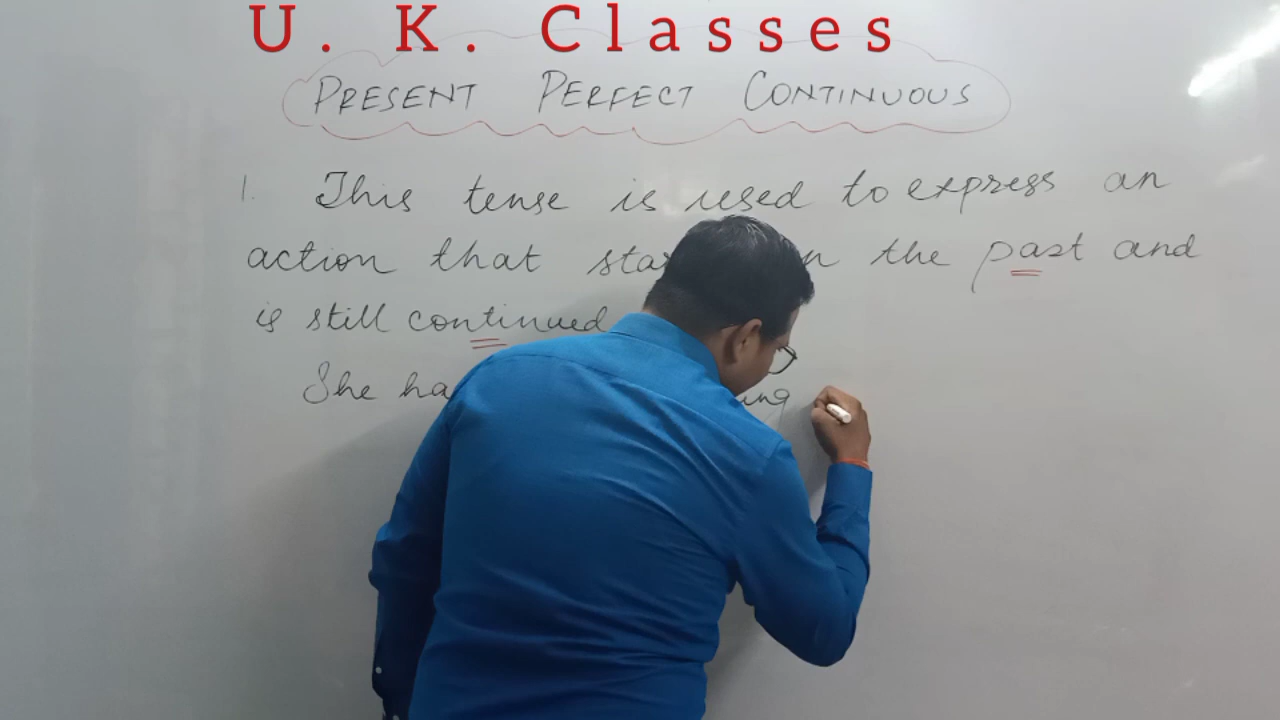 U. K. Classes
PRESENT PERFECT CONTINUOUS
1. This tense is used to express an
action that the past and
is still continued
She